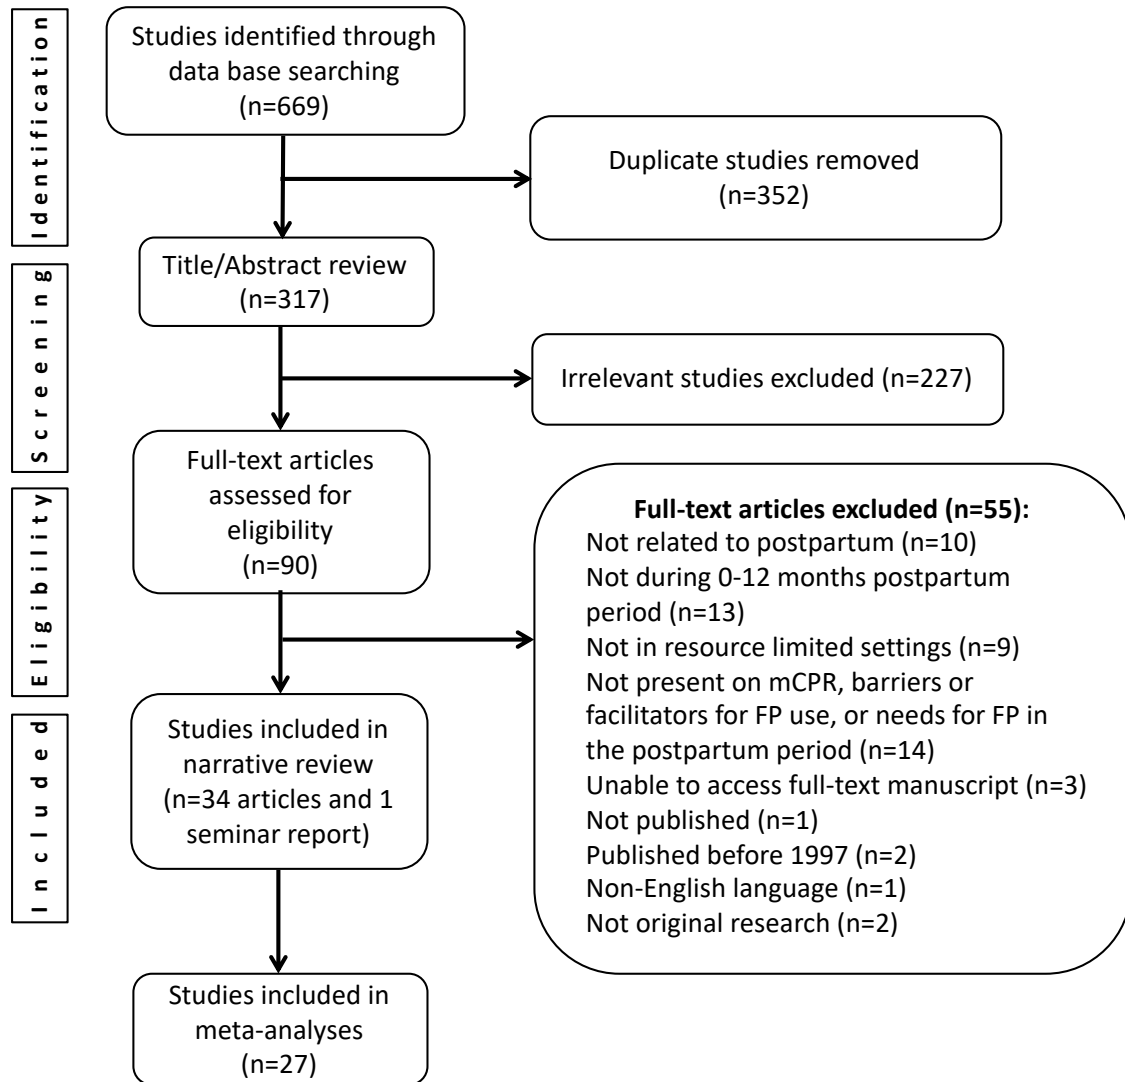 Identification
Studies identified through
data base searching
(n=669)
Duplicate studies removed
(n=352)
Screening
Title/Abstract review
(n=317)
Irrelevant studies excluded (n=227)
Eligibility
Full-text articles
assessed for
eligibility
(n=90)
Full-text articles excluded (n=55):
Not related to postpartum (n=10)
Not during 0-12 months postpartum
period (n=13)
Not in resource limited settings (n=9)
Not present on mCPR, barriers or
facilitators for FP use, or needs for FP in
the postpartum period (n=14)
Unable to access full-text manuscript (n=3)
Not published (n=1)
Published before 1997 (n=2)
Non-English language (n=1)
Not original research (n=2)
Included
Studies included in
narrative review
(n=34 articles and 1
seminar report)
Studies included in
meta-analyses
(n=27)